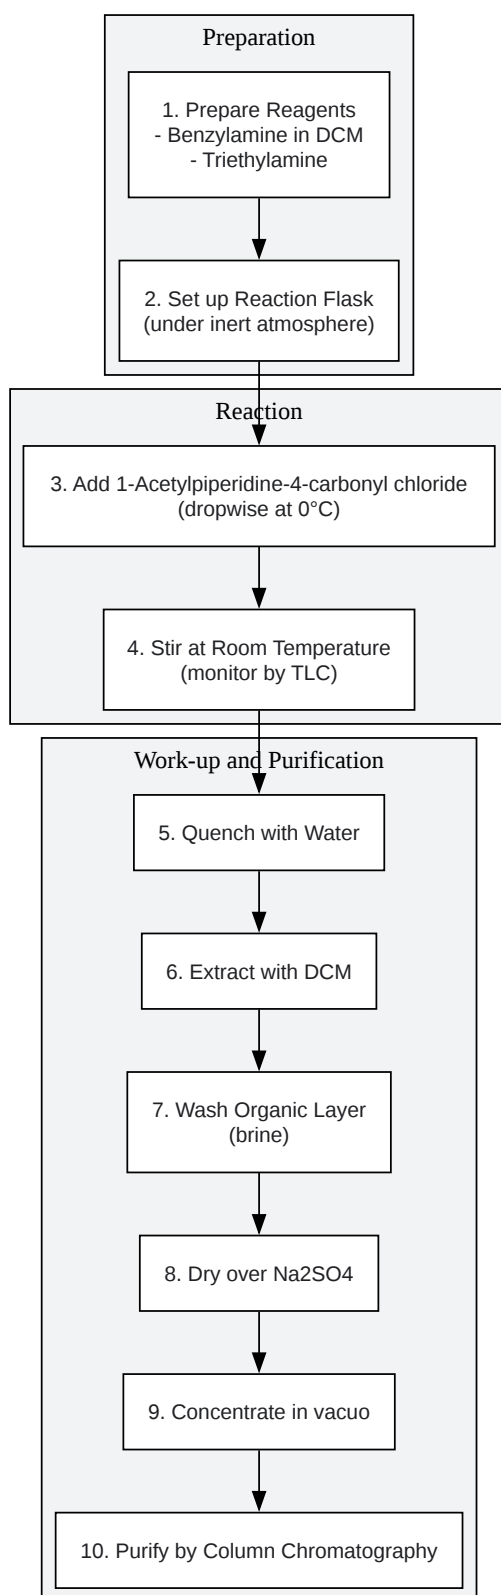 Preparation
1. Prepare Reagents
- Benzylamine in DCM
- Triethylamine
2. Set up Reaction Flask
(under inert atmosphere)
Reaction
3. Add 1-Acetylpiperidine-4-carbonyl chloride
(dropwise at 0°C)
4. Stir at Room Temperature
(monitor by TLC)
Work-up and Purification
5. Quench with Water
6. Extract with DCM
7. Wash Organic Layer
(brine)
8. Dry over Na2SO4
9. Concentrate in vacuo
10. Purify by Column Chromatography